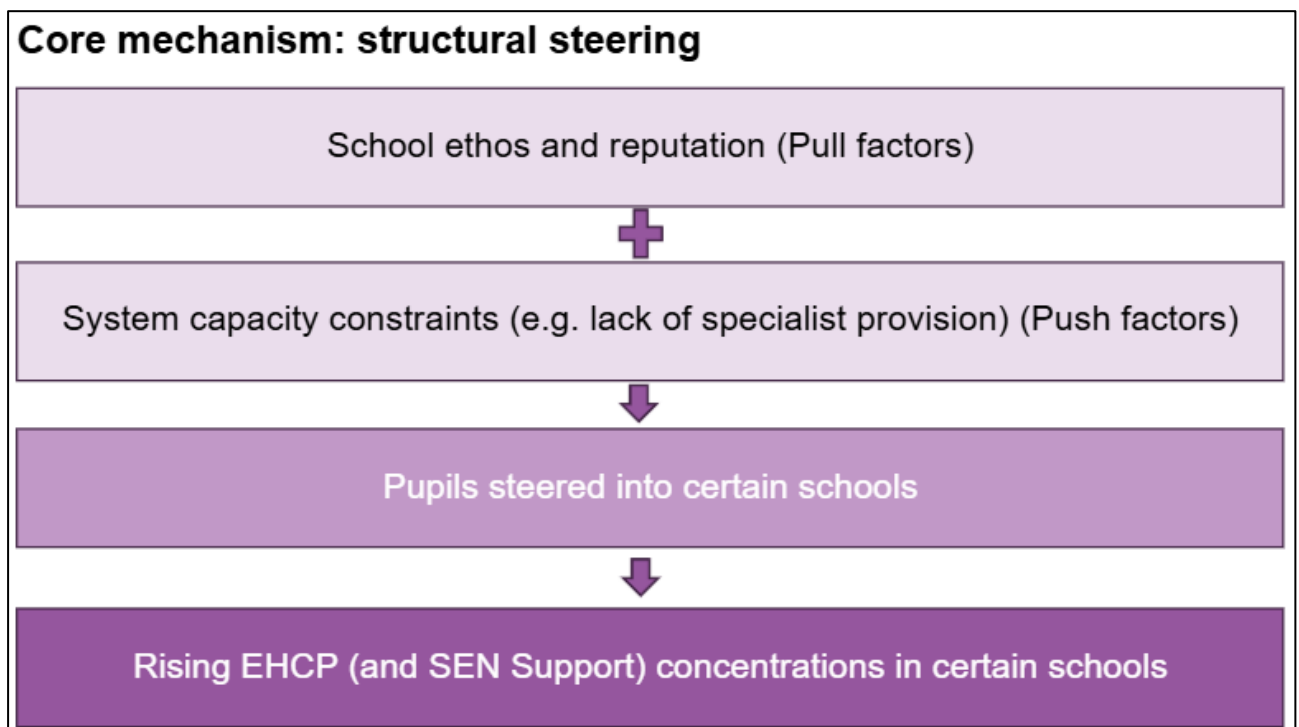 Core mechanism: structural steering
School ethos and reputation (Pull factors)
System capacity constraints (e.g. lack of specialist provision) (Push factors)
Pupils steered into certain schools
Rising EHCP (and SEN Support) concentrations in certain schools